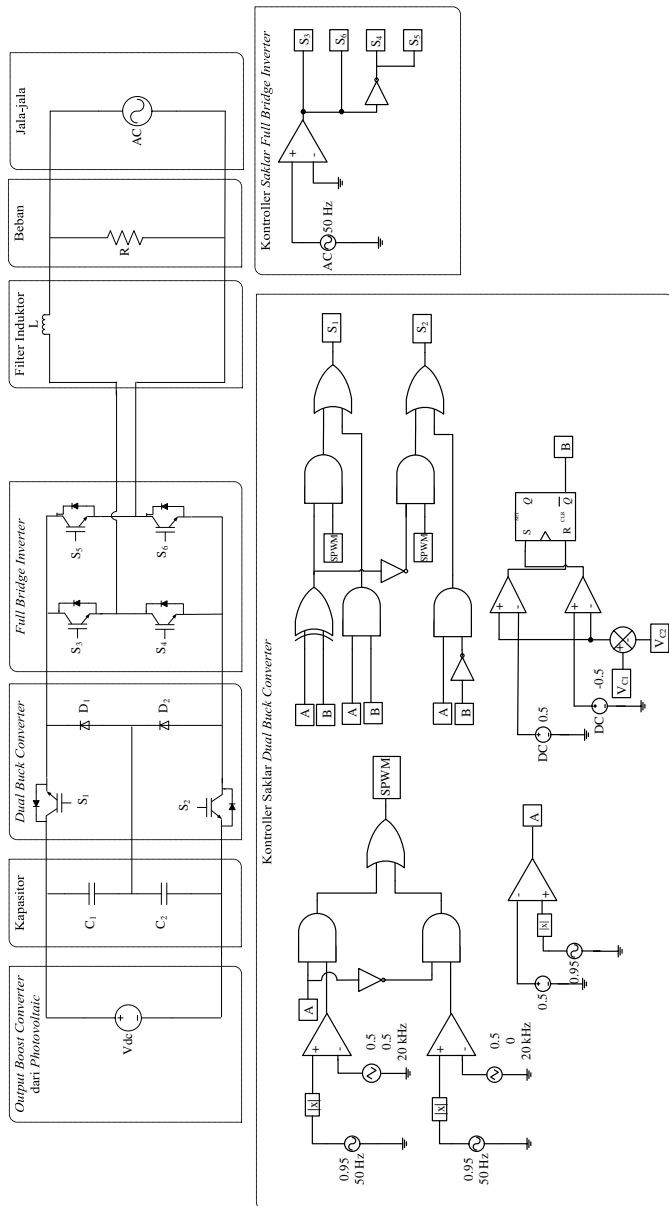 Output Boost Converter
dari Photovoltaic
Kapasitor
Dual Buck Converter
Full Bridge Inverter
Filter Induktor
Beban
Jala-jala
Vdc
+
-
C1
C2
S1
S2
D1
D2
S3
S4
S5
S6
L
R
AC
Kontroller Saklar Dual Buck Converter
0.95
50 Hz
|x|
+
-
0.5
0.5
20 kHz
A
0.95
50 Hz
|x|
+
-
0.5
0
20 kHz
SPWM
0.5
0.95
|x|
-
+
A
A
B
A
B
SPWM
S1
A
B
SPWM
S2
DC 0.5
DC -0.5
+
-
+
-
VC1
VC2
+
-
S
SET
Q
R
CLR
Q
B
Kontroller Saklar Full Bridge Inverter
AC 50 Hz
+
-
S3
S6
S4
S5